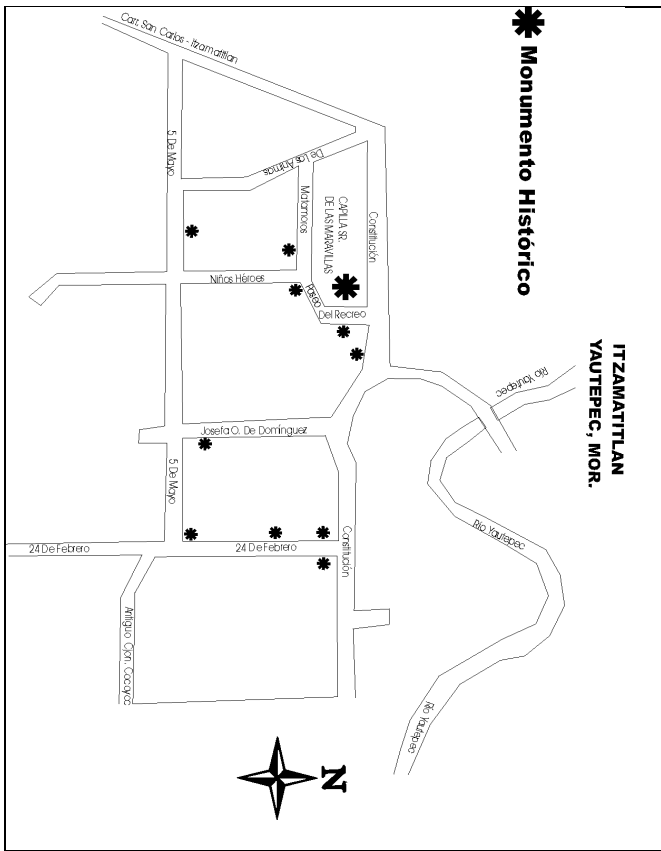 Monumento Histórico
ITZAMATITLAN
YAUTEPEC, MOR.
Carr. San Carlos - Itzamatitlan
5 De Mayo
De Las Animas
Matamoros
CAPILLA SR.
DE LAS MARAVILLAS
Constitución
Niños Héroes
Paseo
Del Recreo
Río Yautepec
Josefa O. De Domínguez
5 De Mayo
Río Yautepec
24 De Febrero
24 De Febrero
Constitución
Antiguo Cjon. Cocoyoc
Río Yautepec
N